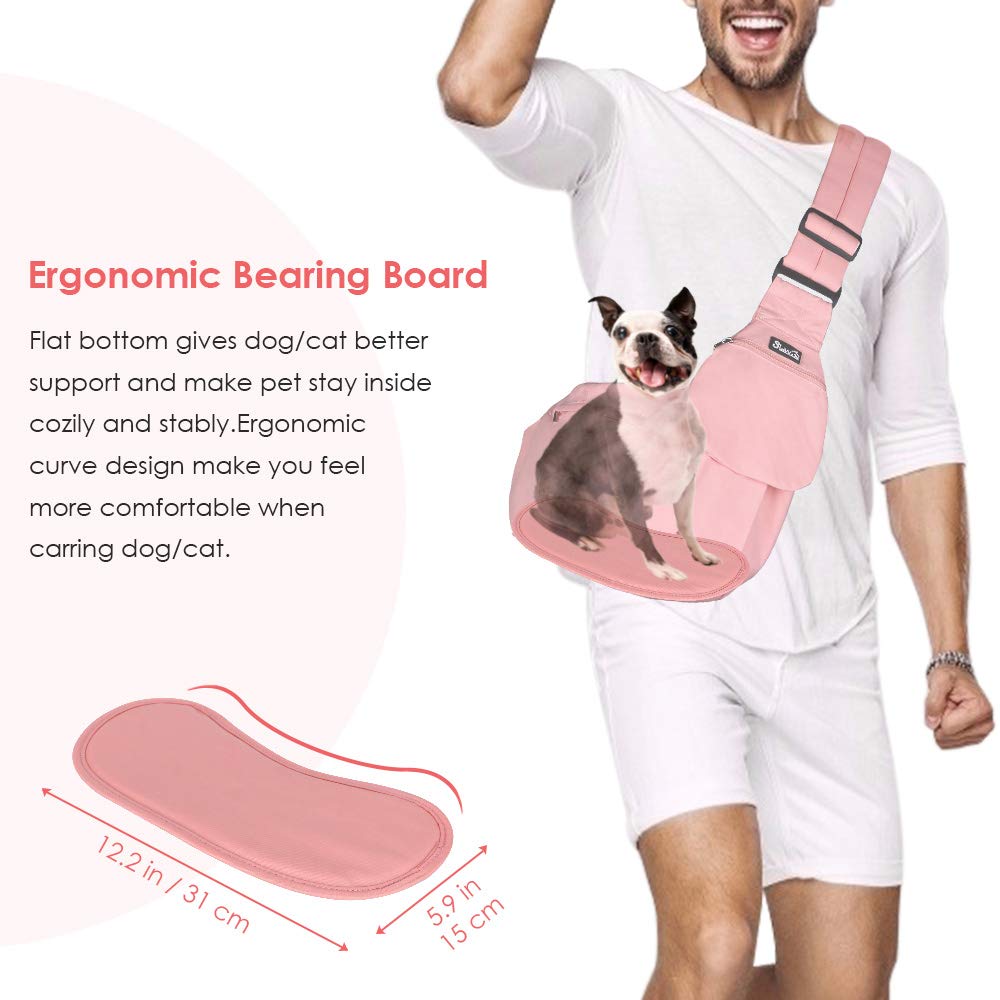 Ergonomic Bearing Board
Flat bottom gives dog/cat better
support and make pet stay inside
cozily and stably.Ergonomic
curve design make you feel
more comfortable when
carring dog/cat.
12.2 in / 31 cm
5.9 in
15 cm